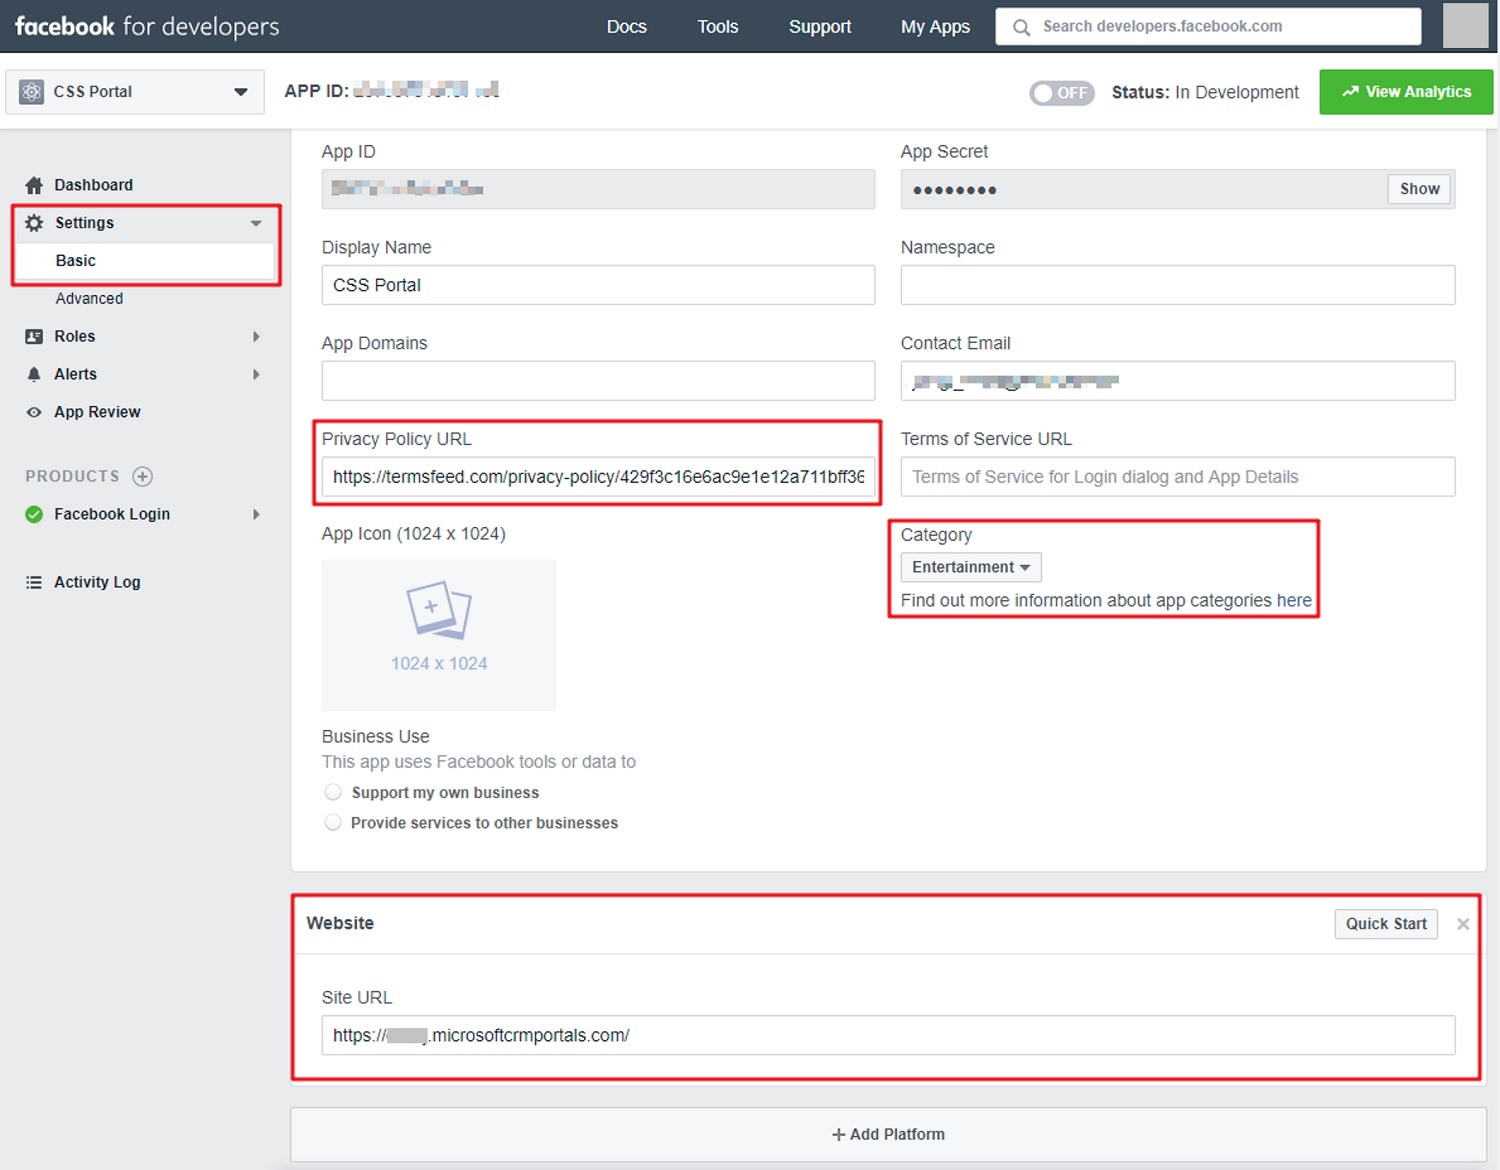 facebook for developers
Docs
Tools
Support
My Apps
Search developers.facebook.com
CSS Portal
APP ID:
OFF
Status: In Development
View Analytics
Dashboard
Settings
Basic
Advanced
Roles
Alerts
App Review
PRODUCTS
Facebook Login
Activity Log
App ID
App Secret
●●●●●●●●
Show
Display Name
CSS Portal
Namespace
App Domains
Contact Email
Privacy Policy URL
https://termsfeed.com/privacy-policy/429f3c16e6ac9e1e12a711bff36
Terms of Service URL
Terms of Service for Login dialog and App Details
App Icon (1024 x 1024)
1024 x 1024
Category
Entertainment
Find out more information about app categories here
Business Use
This app uses Facebook tools or data to
Support my own business
Provide services to other businesses
Website
Quick Start
Site URL
https:// .microsoftcrmportals.com/
+ Add Platform